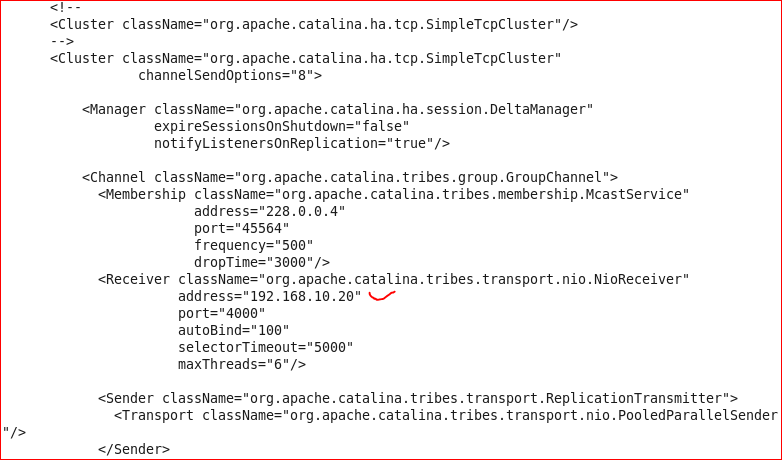 <!--
<Cluster className="org.apache.catalina.ha.tcp.SimpleTcpCluster"/>
-->
<Cluster className="org.apache.catalina.ha.tcp.SimpleTcpCluster"
channelSendOptions="8">
<Manager className="org.apache.catalina.ha.session.DeltaManager"
expireSessionsOnShutdown="false"
notifyListenersOnReplication="true"/>
<Channel className="org.apache.catalina.tribes.group.GroupChannel">
<Membership className="org.apache.catalina.tribes.membership.McastService"
address="228.0.0.4"
port="45564"
frequency="500"
dropTime="3000"/>
<Receiver className="org.apache.catalina.tribes.transport.nio.NioReceiver"
address="192.168.10.20"
port="4000"
autoBind="100"
selectorTimeout="5000"
maxThreads="6"/>
<Sender className="org.apache.catalina.tribes.transport.ReplicationTransmitter">
<Transport className="org.apache.catalina.tribes.transport.nio.PooledParallelSender
"/>
</Sender>